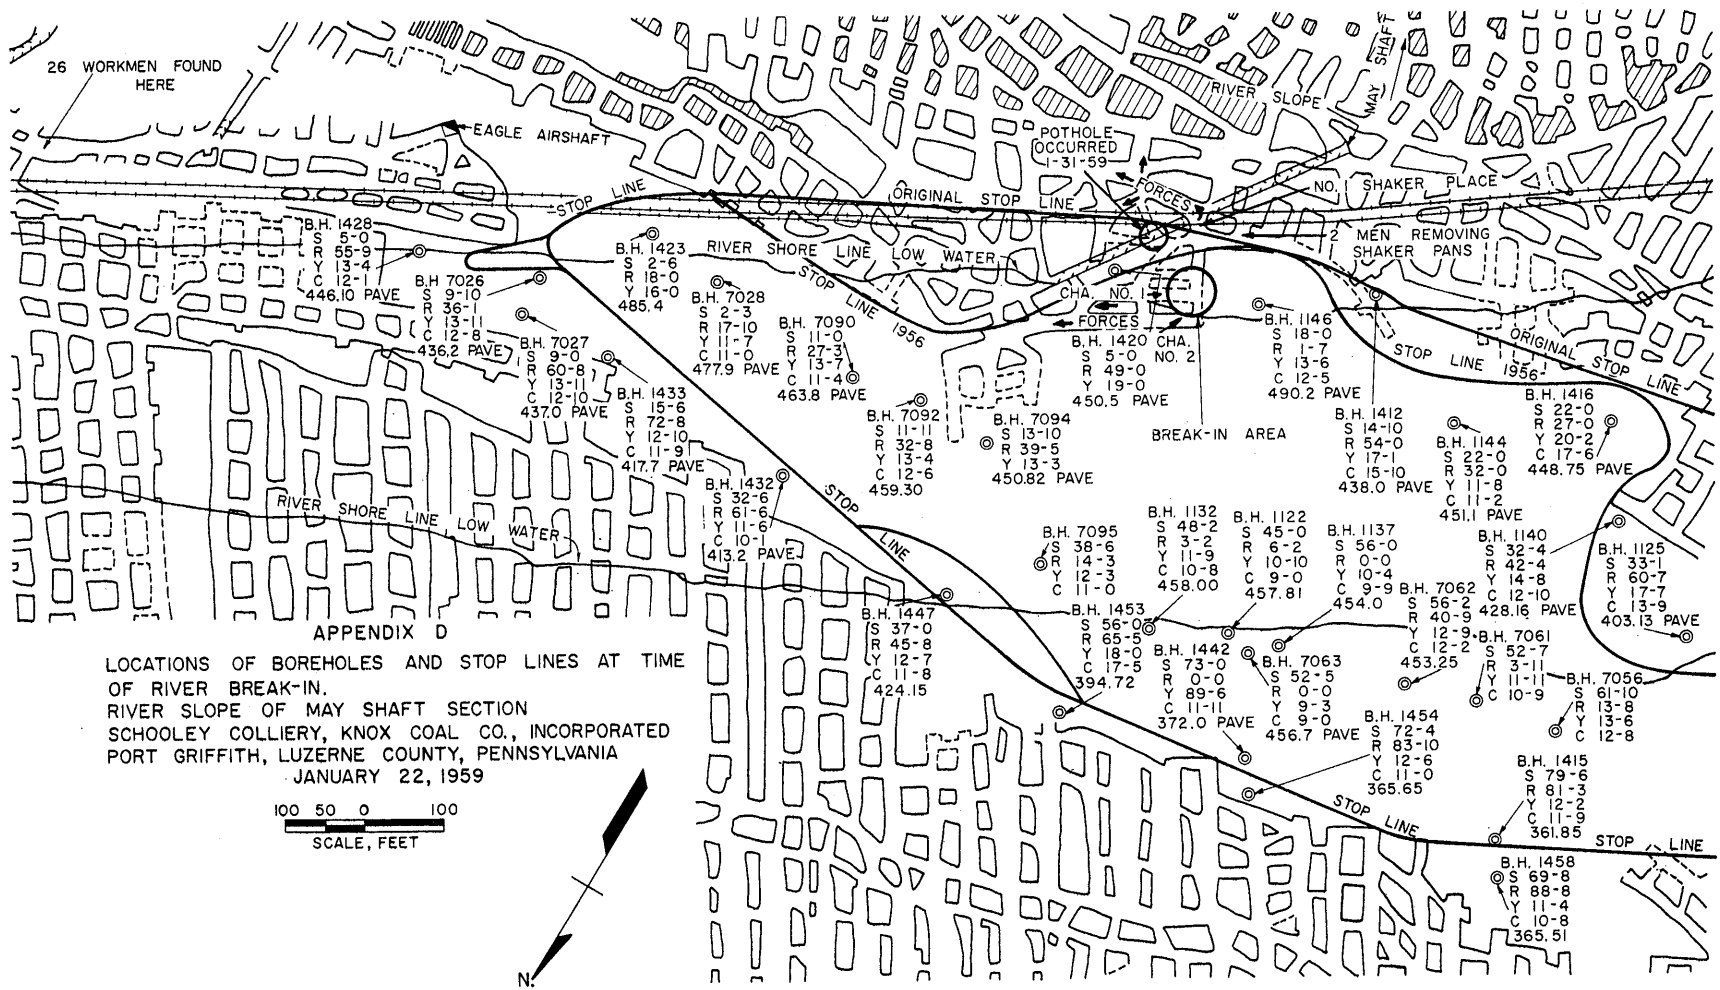 26 WORKMEN FOUND
HERE
EAGLE AIRSHAFT
RIVER SLOPE
MAY SHAFT
POTHOLE
OCCURRED
1-31-59
FORCES
NO. 1 SHAKER PLACE
STOP LINE
ORIGINAL STOP LINE
2 MEN REMOVING
SHAKER PANS
RIVER SHORE LINE LOW WATER
STOP LINE 1956
CHA. NO. 1
FORCES
CHA.
NO. 2
BREAK-IN AREA
STOP LINE 1956
ORIGINAL STOP LINE
B.H. 1428
S 5-0
R 55-9
Y 13-4
C 12-1
446.10 PAVE
B.H 7026
S 9-10
R 36-1
Y 13-11
C 12-8
436.2 PAVE
B.H. 7027
S 9-0
R 60-8
Y 13-11
C 12-10
437.0 PAVE
B.H. 1423
S 2-6
R 18-0
Y 16-0
485.4
B.H. 7028
S 2-3
R 17-10
Y 11-7
C 11-0
477.9 PAVE
B.H. 1433
S 15-6
R 72-8
Y 12-10
C 11-9
417.7 PAVE
B.H. 7090
S 11-0
R 27-3
Y 13-7
C 11-4
463.8 PAVE
B.H. 7092
S 11-11
R 32-8
Y 13-4
C 12-6
459.30
B.H. 7094
S 13-10
R 39-5
Y 13-3
450.82 PAVE
B.H. 1420
S 5-0
R 49-0
Y 19-0
450.5 PAVE
B.H. 1146
S 18-0
R 1-7
Y 13-6
C 12-5
490.2 PAVE
B.H. 1412
S 14-10
R 54-0
Y 17-1
C 15-10
438.0 PAVE
B.H. 1144
S 22-0
R 32-0
Y 11-8
C 11-2
451.1 PAVE
B.H. 1416
S 22-0
R 27-0
Y 20-2
C 17-6
448.75 PAVE
B.H. 1432
S 32-6
R 61-6
Y 11-6
C 10-1
413.2 PAVE
STOP LINE
RIVER SHORE LINE LOW WATER
B.H. 7095
S 38-6
R 14-3
Y 12-3
C 11-0
B.H. 1132
S 48-2
R 3-2
Y 11-9
C 10-8
458.00
B.H. 1122
S 45-0
R 6-2
Y 10-10
C 9-0
457.81
B.H. 1137
S 56-0
R 0-0
Y 10-4
C 9-9
454.0
B.H. 1140
S 32-4
R 42-4
Y 14-8
C 12-10
428.16 PAVE
B.H. 1125
S 33-1
R 60-7
Y 17-7
C 13-9
403.13 PAVE
B.H. 1447
S 37-0
R 45-8
Y 12-7
C 11-8
424.15
B.H. 1453
S 56-0
R 65-5
Y 18-0
C 17-5
394.72
B.H. 1442
S 73-0
R 0-0
Y 89-6
C 11-11
372.0 PAVE
B.H. 7063
S 52-5
R 0-0
Y 9-3
C 9-0
456.7 PAVE
B.H. 7062
S 56-2
R 40-9
Y 12-9
C 12-2
453.25
B.H. 7061
S 52-7
R 3-11
Y 11-11
C 10-9
B.H. 7056
S 61-10
R 13-8
Y 13-6
C 12-8
B.H. 1454
S 72-4
R 83-10
Y 12-6
C 11-0
365.65
B.H. 1415
S 79-6
R 81-3
Y 12-2
C 11-9
361.85
STOP LINE
STOP LINE
B.H. 1458
S 69-8
R 88-8
Y 11-4
C 10-8
365.51
APPENDIX D
LOCATIONS OF BOREHOLES AND STOP LINES AT TIME
OF RIVER BREAK-IN.
RIVER SLOPE OF MAY SHAFT SECTION
SCHOOLEY COLLIERY, KNOX COAL CO., INCORPORATED
PORT GRIFFITH, LUZERNE COUNTY, PENNSYLVANIA
JANUARY 22, 1959
100 50 0 100
SCALE, FEET
N.